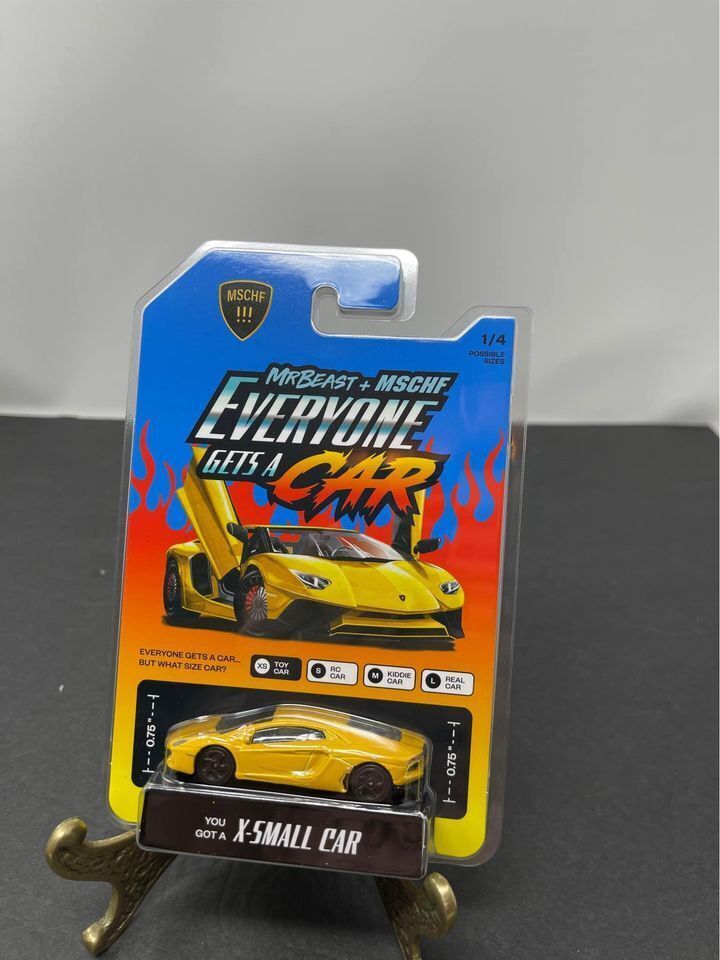 MSCHF
!!!
1/4
POSSIBLE
SIZES
MRBEAST + MSCHF
EVERYONE
GETS A CAR
EVERYONE GETS A CAR...
BUT WHAT SIZE CAR?
XS TOY CAR
S RC CAR
M KIDDIE CAR
L REAL CAR
0.75"
0.75"
YOU
GOT A X-SMALL CAR